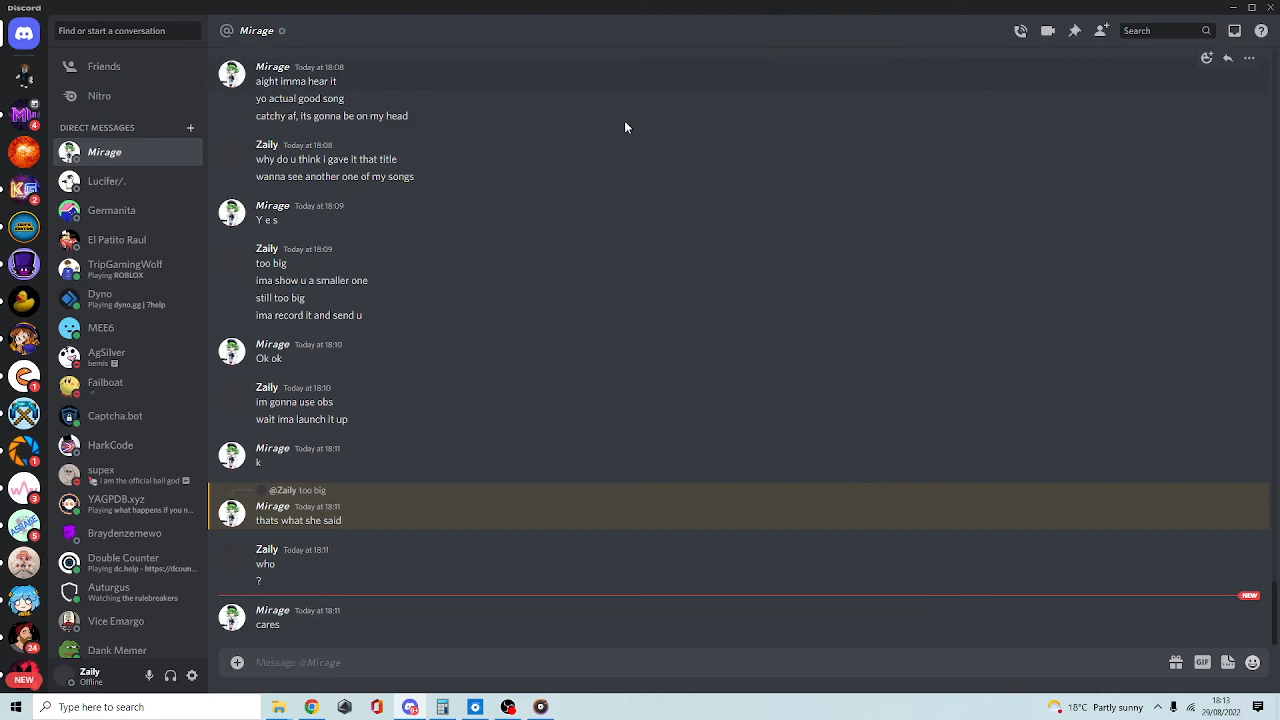 Discord
Find or start a conversation
Mirage
Search
Friends
Nitro
DIRECT MESSAGES
Mirage
Lucifer/.
Germanita
El Patito Raul
TripGamingWolf
Playing ROBLOX
Dyno
Playing dyno.gg | ?help
MEE6
AgSilver
bemis
Failboat
Captcha.bot
HarkCode
supex
i am the official ball god
YAGPDB.xyz
Playing what happens if you n...
Braydenzemewo
Double Counter
Playing dc.help - https://dcoun...
Auturgus
Watching the rulebreakers
Vice Emargo
Dank Memer
Zaily
Offline
4
2
1
1
3
5
24
NEW
Mirage Today at 18:08
aight imma hear it
yo actual good song
catchy af, its gonna be on my head
Zaily Today at 18:08
why do u think i gave it that title
wanna see another one of my songs
Mirage Today at 18:09
Y e s
Zaily Today at 18:09
too big
ima show u a smaller one
still too big
Ima record it and send u
Mirage Today at 18:10
Ok ok
Zaily Today at 18:10
im gonna use obs
wait ima launch it up
Mirage Today at 18:11
k
@Zaily too big
Mirage Today at 18:11
thats what she said
Zaily Today at 18:11
who
?
NEW
Mirage Today at 18:11
cares
Message @Mirage
GIF
Type here to search
18°C Partly sunny
18:13
29/08/2022